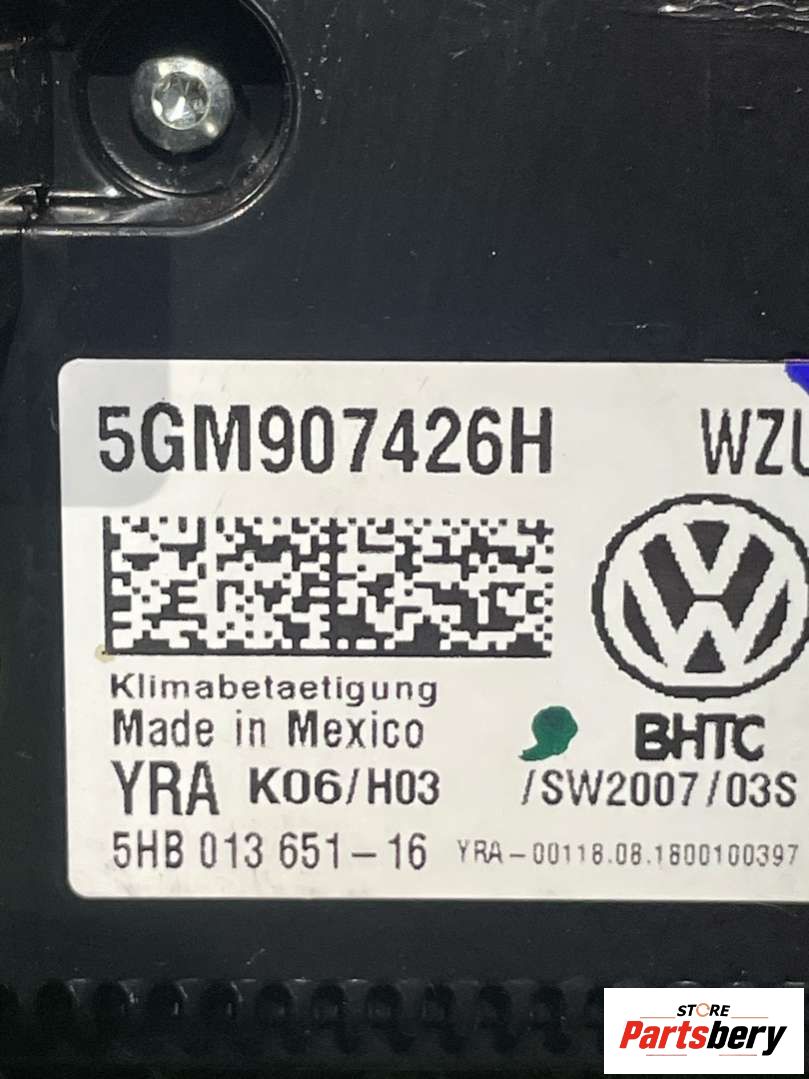 5GM907426H WZU
Klimabetaetigung
Made in Mexico
BHTC
YRA K06/H03 /SW2007/03S
5HB 013 651-16 YRA-00118.08.1800100397
STORE
Partsbery